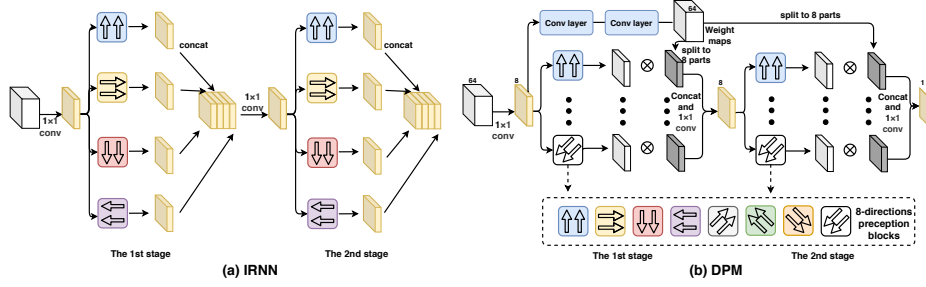 concat
1×1
conv
1×1
conv
concat
The 1st stage
The 2nd stage
(a) IRNN
64
1×1
conv
8
Conv layer
Conv layer
64
Weight
maps
split to
8 parts
split to 8 parts
Concat
and
1×1
conv
8
Concat
and
1×1
conv
1
8-directions
preception
blocks
The 1st stage
The 2nd stage
(b) DPM